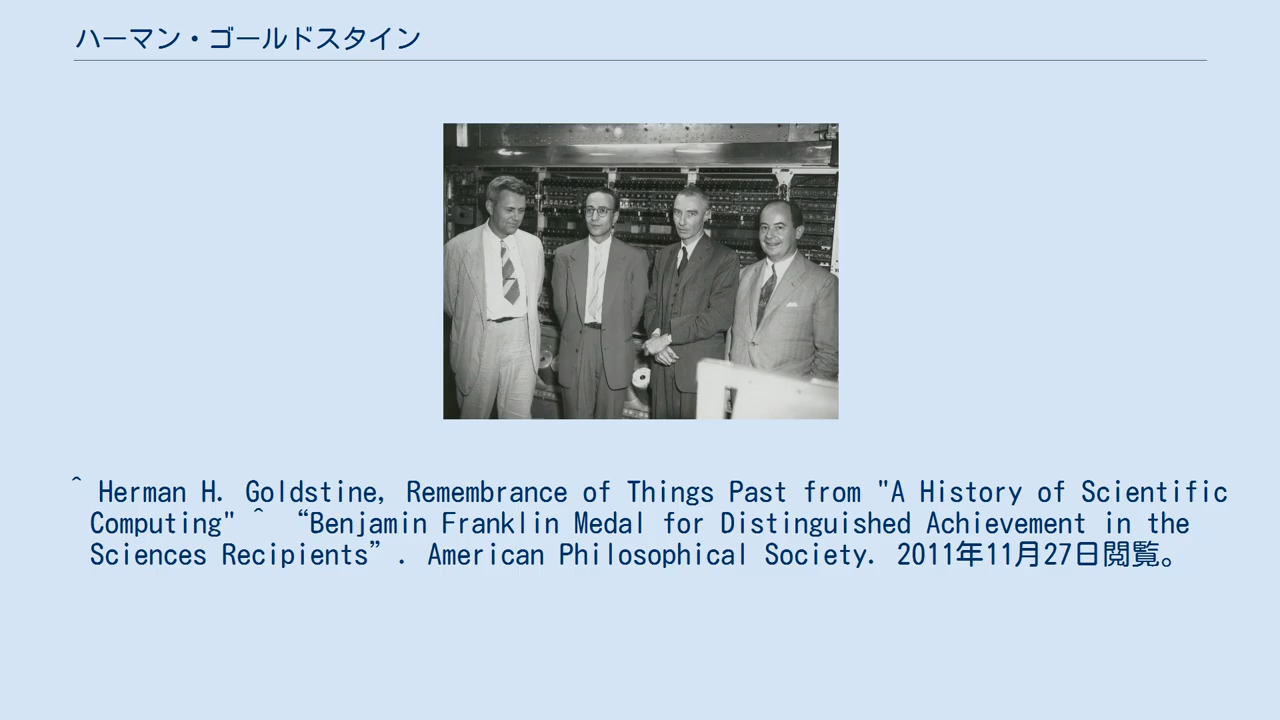 ハーマン・ゴールドスタイン
^ Herman H. Goldstine, Remembrance of Things Past from "A History of Scientific
Computing" ^ “Benjamin Franklin Medal for Distinguished Achievement in the
Sciences Recipients”. American Philosophical Society. 2011年11月27日閲覧。